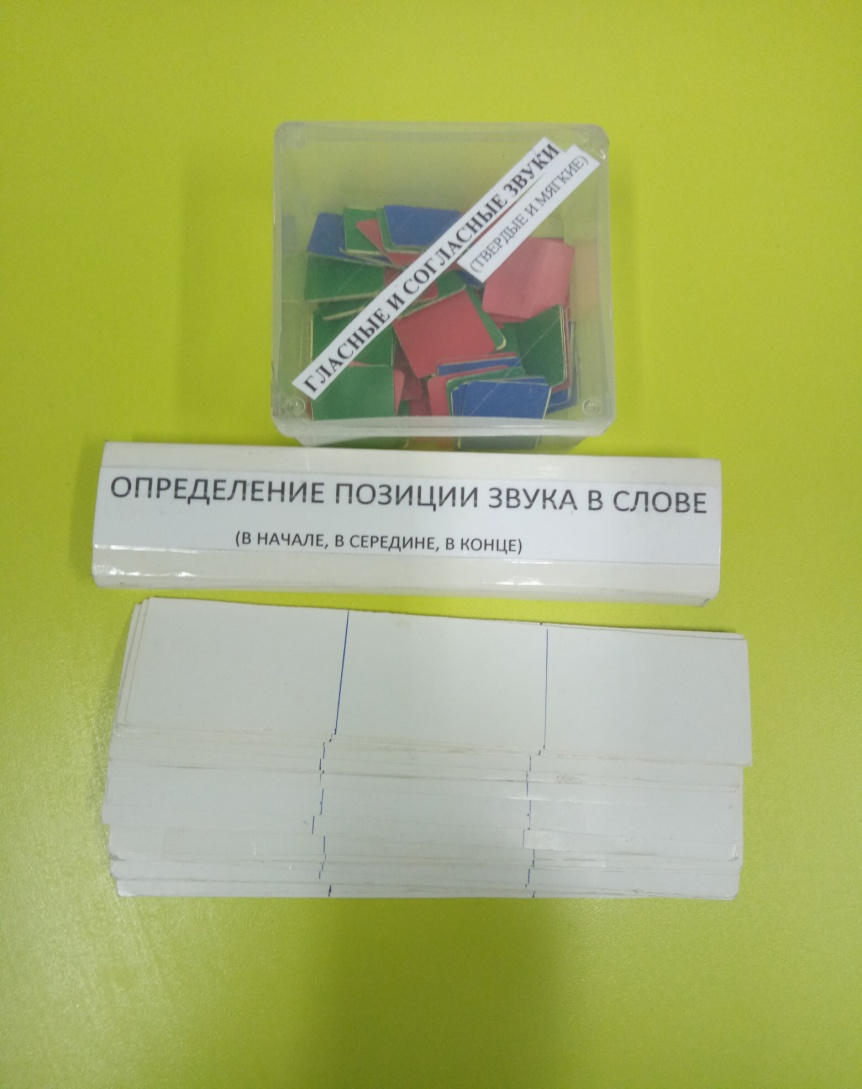 ГЛАСНЫЕ И СОГЛАСНЫЕ ЗВУКИ
(ТВЕРДЫЕ И МЯГКИЕ)
ОПРЕДЕЛЕНИЕ ПОЗИЦИИ ЗВУКА В СЛОВЕ
(В НАЧАЛЕ, В СЕРЕДИНЕ, В КОНЦЕ)